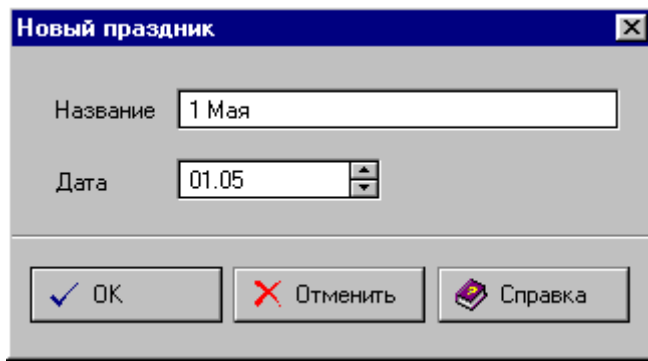 Новый праздник
Название 1 Мая
Дата 01.05
OK Отменить Справка